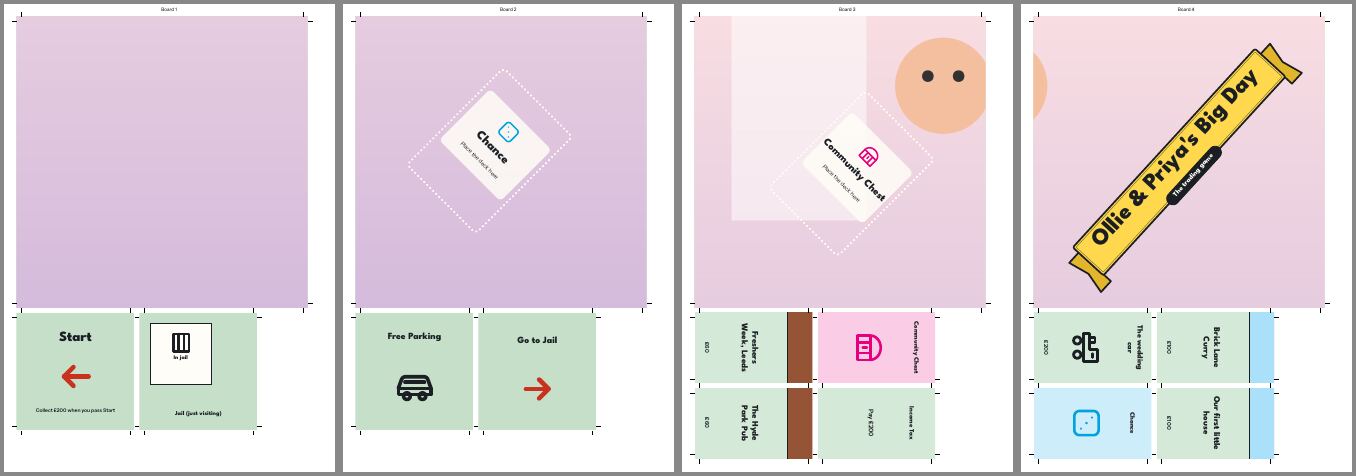 Board 1
Start
Collect £200 when you pass Start
In jail
Jail (just visiting)
Board 2
Chance
Place the deck here
Free Parking
Go to Jail
Board 3
Community Chest
Place the deck here
Freshers
Week, Leeds
£60
Community Chest
The Hyde
Park Pub
£60
Income Tax
Pay £200
Board 4
Ollie & Priya's Big Day
The trading game
The wedding
car
£200
Brick Lane
Curry
£100
Chance
Our first little
house
£100